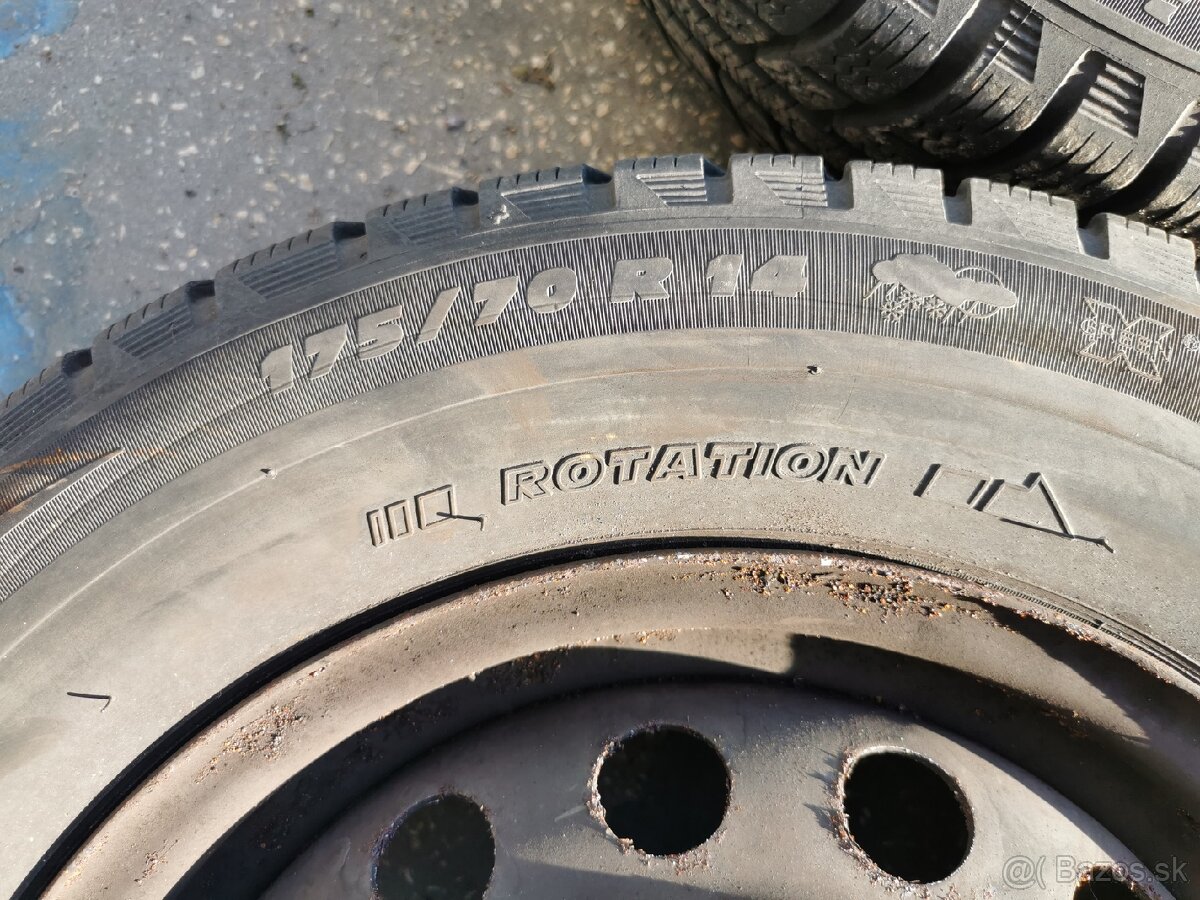 175/70 R 14
ROTATION
@( Bazos.sk